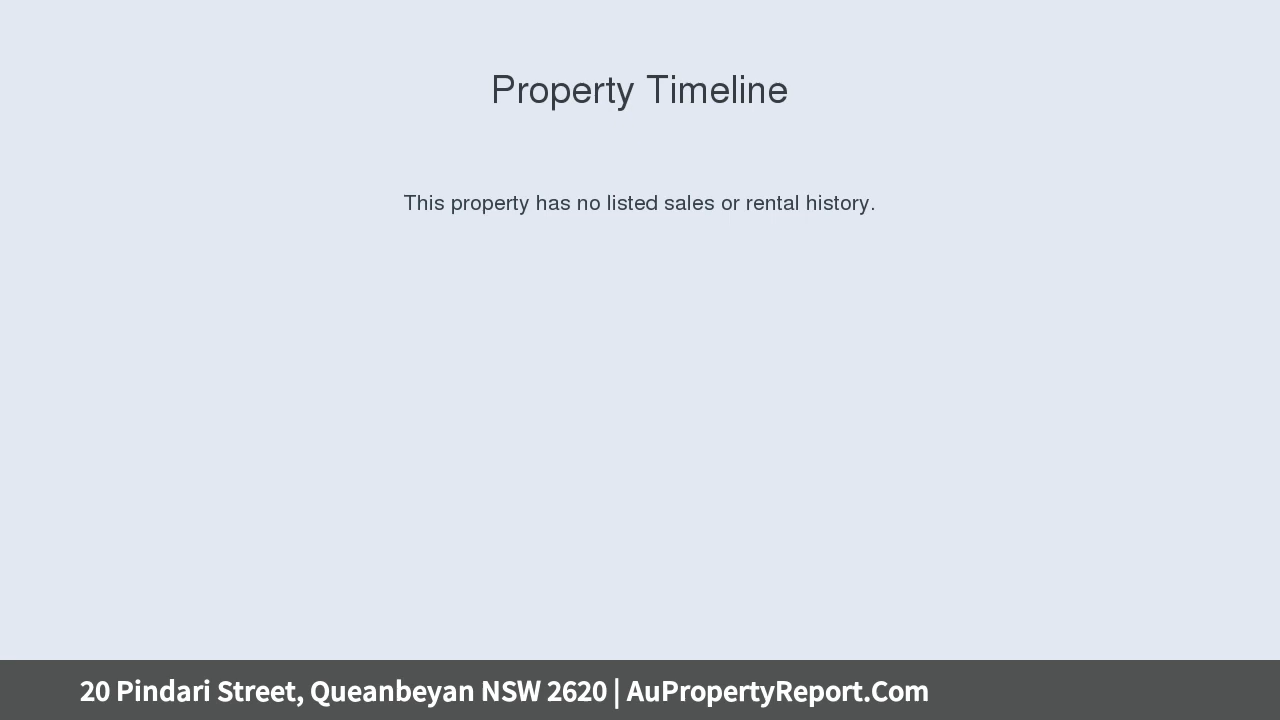 Property Timeline
This property has no listed sales or rental history.
20 Pindari Street, Queanbeyan NSW 2620 | AuPropertyReport.Com